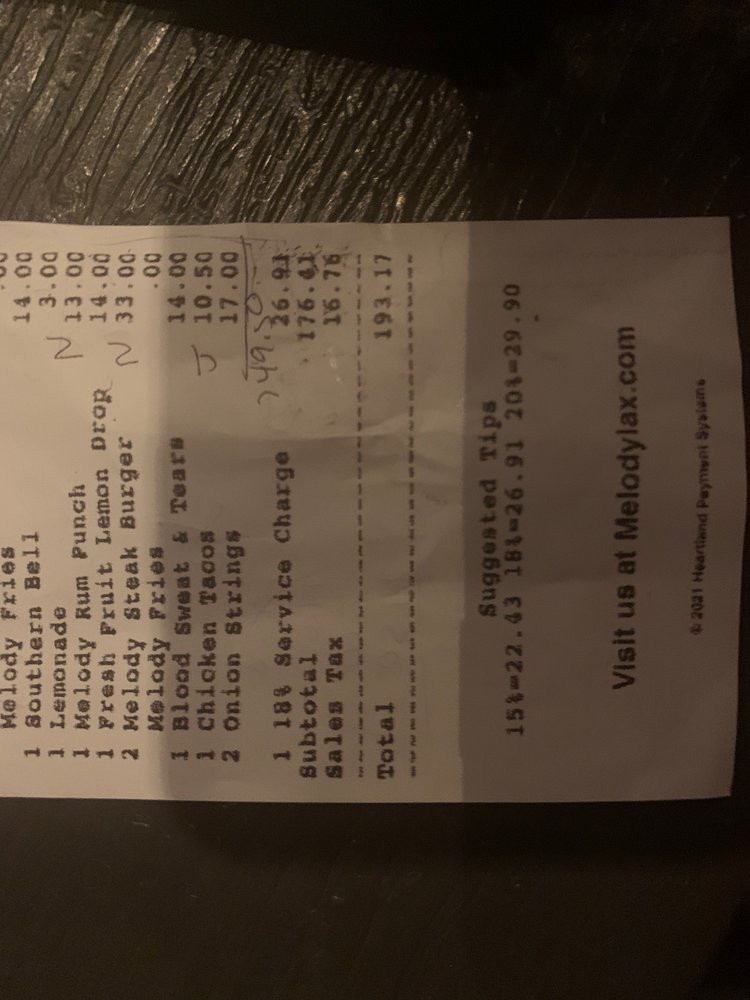 .00
Melody Fries
1 Southern Bell 14.00
1 Lemonade 3.00
1 Melody Rum Punch N 13.00
1 Fresh Fruit Lemon Drop 14.00
2 Melody Steak Burger N 33.00
Melody Fries .00
1 Blood Sweat & Tears 14.00
1 Chicken Tacos J 10.50
2 Onion Strings 17.00
149.50
1 18% Service Charge 26.91
Subtotal 176.41
Sales Tax 16.76
Total 193.17
Suggested Tips
15%=22.43 18%=26.91 20%=29.90
Visit us at Melodylax.com
© 2021 Heartland Payment Systems